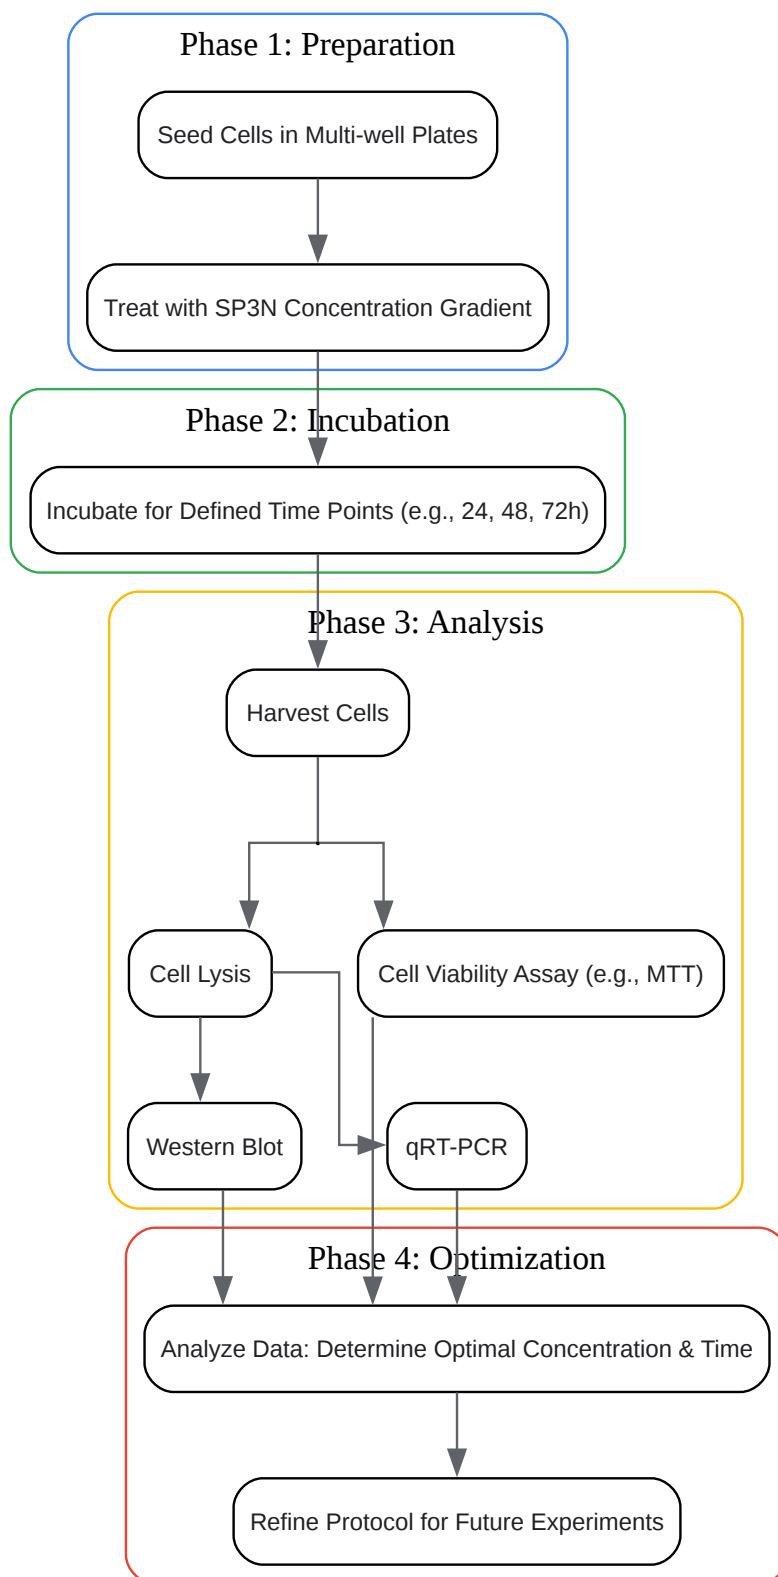 Phase 1: Preparation
Seed Cells in Multi-well Plates
Treat with SP3N Concentration Gradient
Phase 2: Incubation
Incubate for Defined Time Points (e.g., 24, 48, 72h)
Phase 3: Analysis
Harvest Cells
Cell Lysis
Cell Viability Assay (e.g., MTT)
Western Blot
qRT-PCR
Phase 4: Optimization
Analyze Data: Determine Optimal Concentration & Time
Refine Protocol for Future Experiments